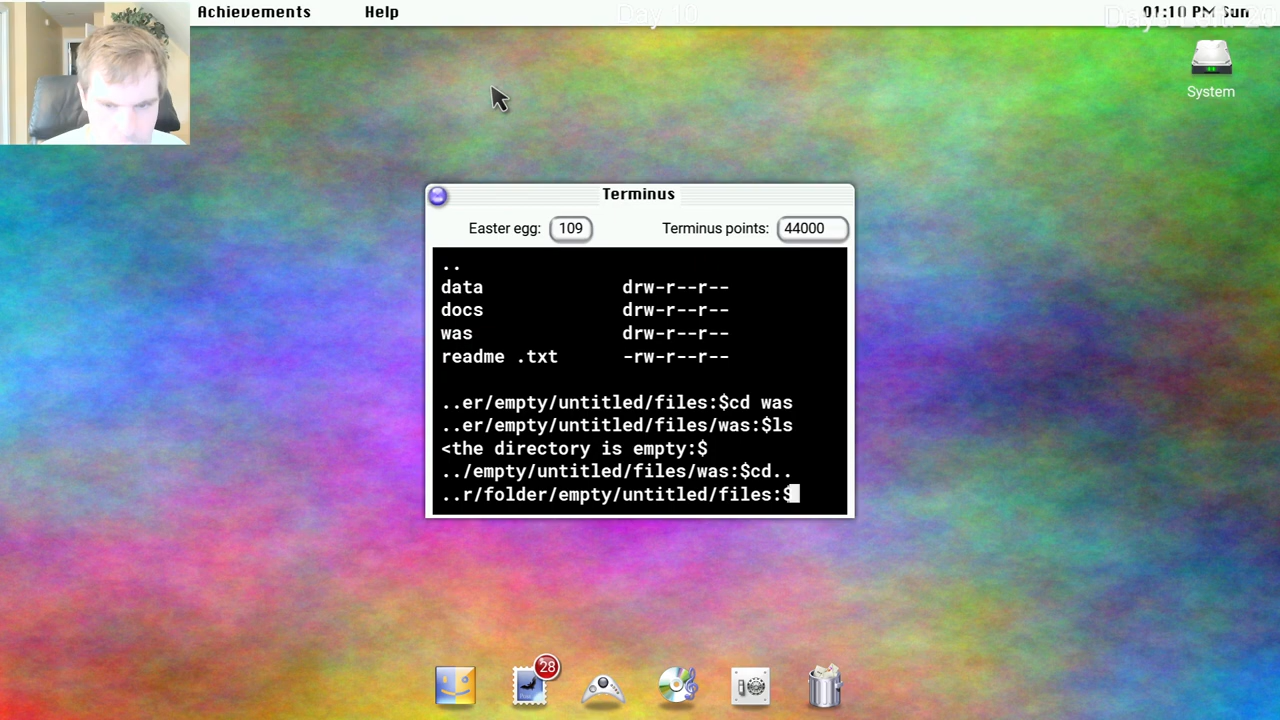 Achievements Help Day 10 01:10 PM Sun
System
Terminus
Easter egg: 109 Terminus points: 44000
..
data drw-r--r--
docs drw-r--r--
was drw-r--r--
readme .txt -rw-r--r--
..er/empty/untitled/files:$cd was
..er/empty/untitled/files/was:$ls
<the directory is empty:$
../empty/untitled/files/was:$cd..
..r/folder/empty/untitled/files:$
28